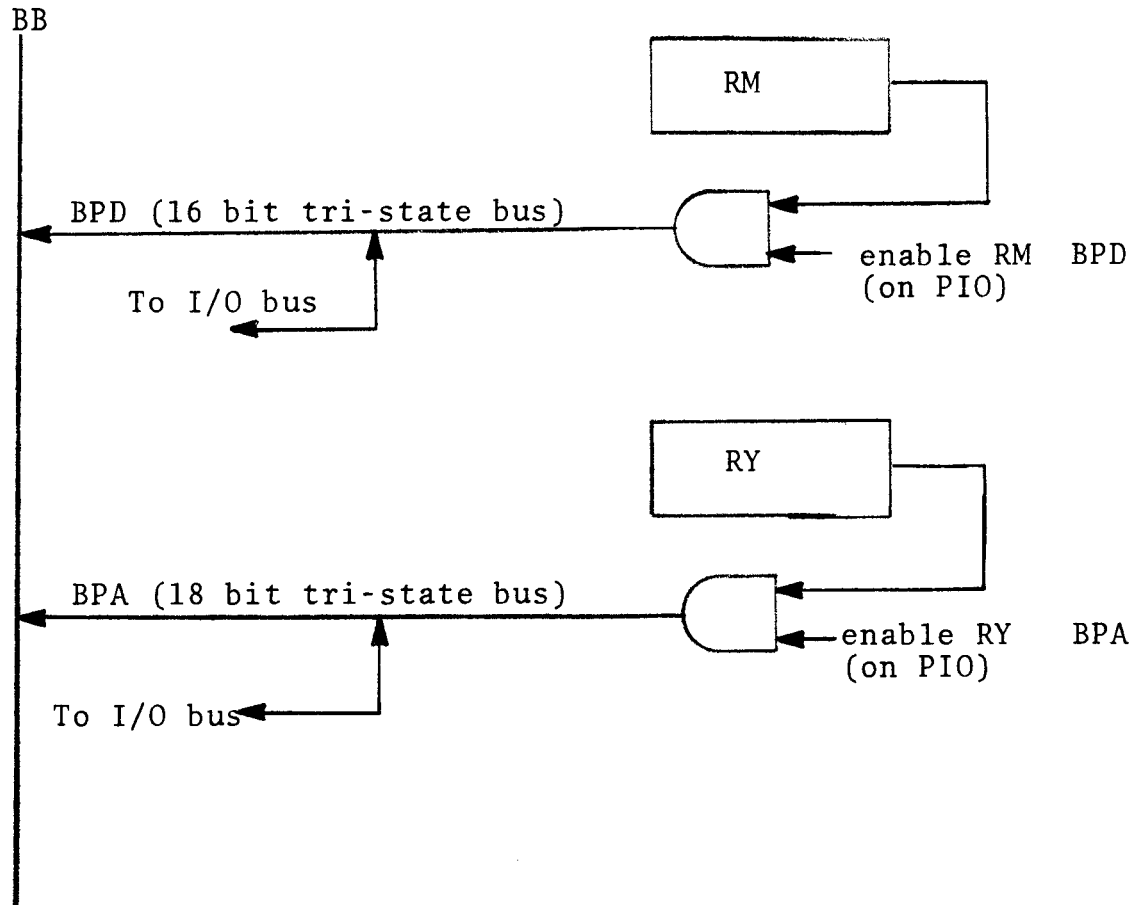 BB
RM
BPD (16 bit tri-state bus)
enable RM BPD
(on PIO)
To I/O bus
RY
BPA (18 bit tri-state bus)
enable RY BPA
(on PIO)
To I/O bus